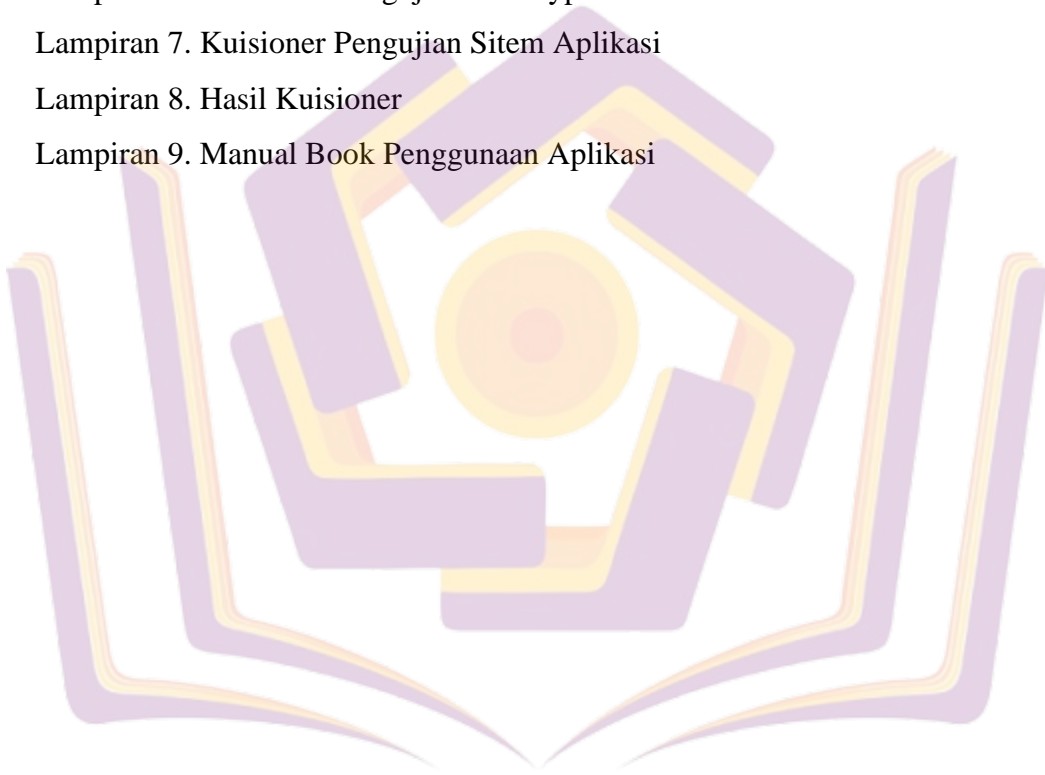 Lampiran 7. Kuisioner Pengujian Sitem Aplikasi
Lampiran 8. Hasil Kuisioner
Lampiran 9. Manual Book Penggunaan Aplikasi